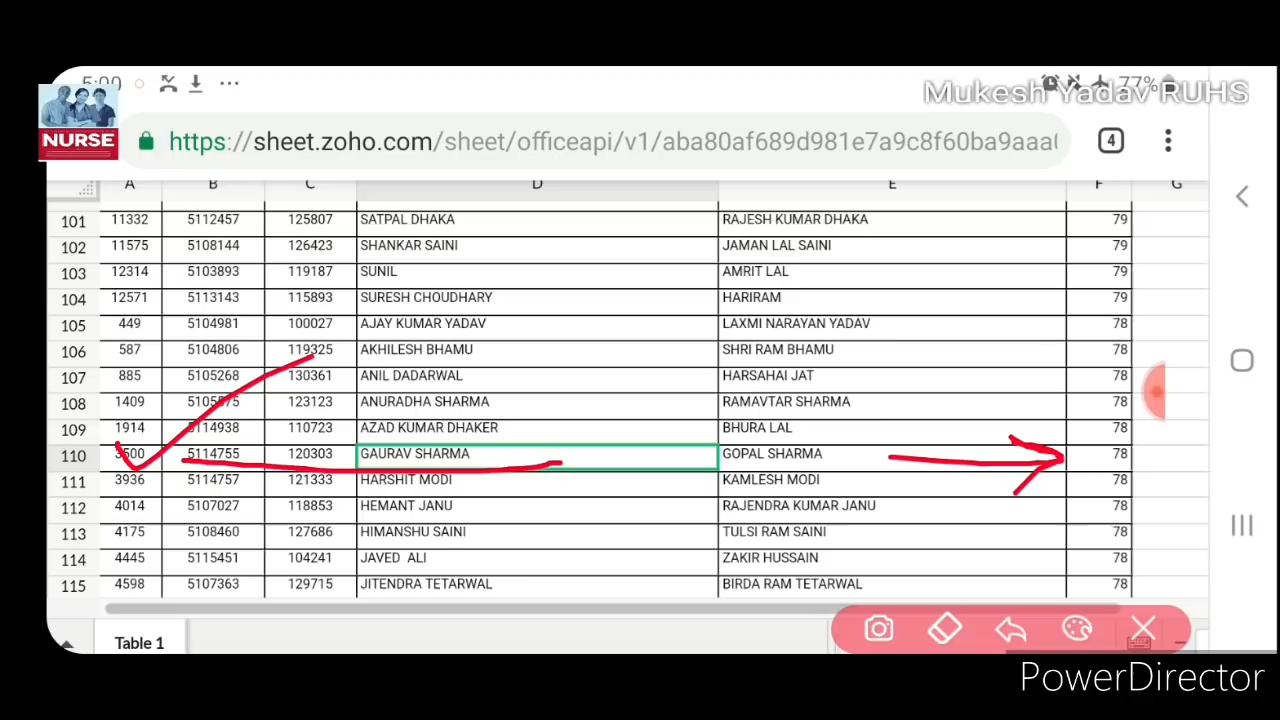 5:00 77%
Mukesh Yadav RUHS
NURSE
https://sheet.zoho.com/sheet/officeapi/v1/aba80af689d981e7a9c8f60ba9aaa 4
A B C D E F G
101 11332 5112457 125807 SATPAL DHAKA RAJESH KUMAR DHAKA 79
102 11575 5108144 126423 SHANKAR SAINI JAMAN LAL SAINI 79
103 12314 5103893 119187 SUNIL AMRIT LAL 79
104 12571 5113143 115893 SURESH CHOUDHARY HARIRAM 79
105 449 5104981 100027 AJAY KUMAR YADAV LAXMI NARAYAN YADAV 78
106 587 5104806 119325 AKHILESH BHAMU SHRI RAM BHAMU 78
107 885 5105268 130361 ANIL DADARWAL HARSAHAI JAT 78
108 1409 ANURADHA SHARMA RAMAVTAR SHARMA 78 123123
109 1914 5114938 110723 AZAD KUMAR DHAKER BHURA LAL 78
110 3500 5114755 120303 GAURAV SHARMA GOPAL SHARMA 78
111 3936 5114757 121333 HARSHIT MODI KAMLESH MODI 78
112 4014 5107027 118853 HEMANT JANU RAJENDRA KUMAR JANU 78
113 4175 5108460 127686 HIMANSHU SAINI TULSI RAM SAINI 78
114 4445 5115451 104241 JAVED ALI ZAKIR HUSSAIN 78
115 4598 5107363 129715 JITENDRA TETARWAL BIRDA RAM TETARWAL 78
Table 1
PowerDirector